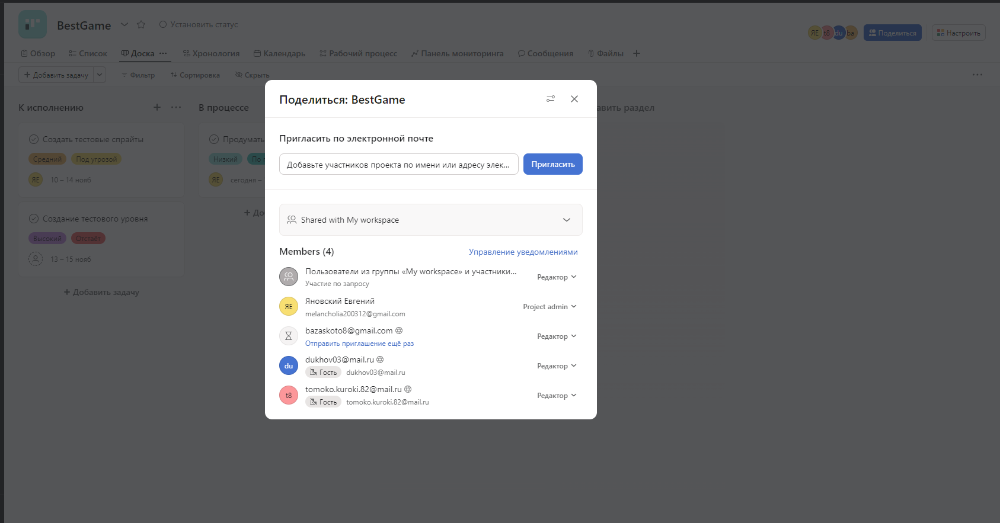 BestGame
Установить статус
ЯЕ t8 du ba
Поделиться
Настроить
Обзор
Список
Доска
Хронология
Календарь
Рабочий процесс
Панель мониторинга
Сообщения
Файлы
Добавить задачу
Фильтр
Сортировка
Скрыть
К исполнению
Создать тестовые спрайты
Средний
Под угрозой
ЯЕ
10 – 14 нояб
Создание тестового уровня
Высокий
Отстаёт
13 – 15 нояб
Добавить задачу
В процессе
Продумать
Низкий
ЯЕ
сегодня –
раздел
Поделиться: BestGame
Пригласить по электронной почте
Добавьте участников проекта по имени или адресу элек...
Пригласить
Shared with My workspace
Members (4)
Управление уведомлениями
Пользователи из группы «My workspace» и участники...
Участие по запросу
Редактор
ЯЕ
Яновский Евгений
melancholia200312@gmail.com
Project admin
bazaskoto8@gmail.com
Отправить приглашение ещё раз
Редактор
du
dukhov03@mail.ru
Гость
dukhov03@mail.ru
Редактор
t8
tomoko.kuroki.82@mail.ru
Гость
tomoko.kuroki.82@mail.ru
Редактор